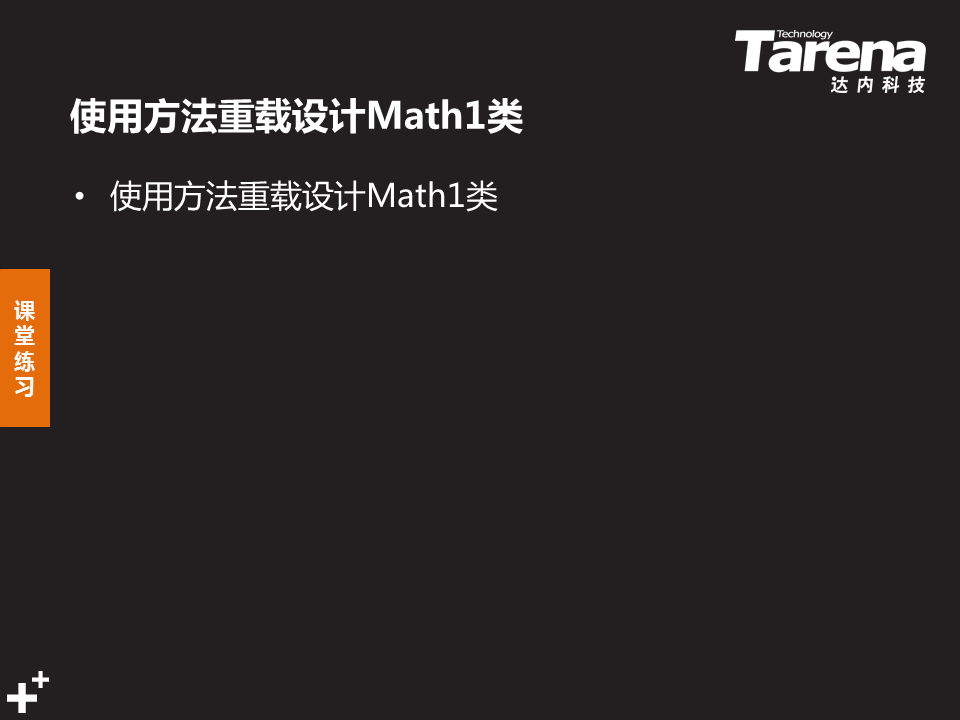 Technology
Tarena
达内科技
使用方法重载设计Math1类
• 使用方法重载设计Math1类
课
堂
练
习